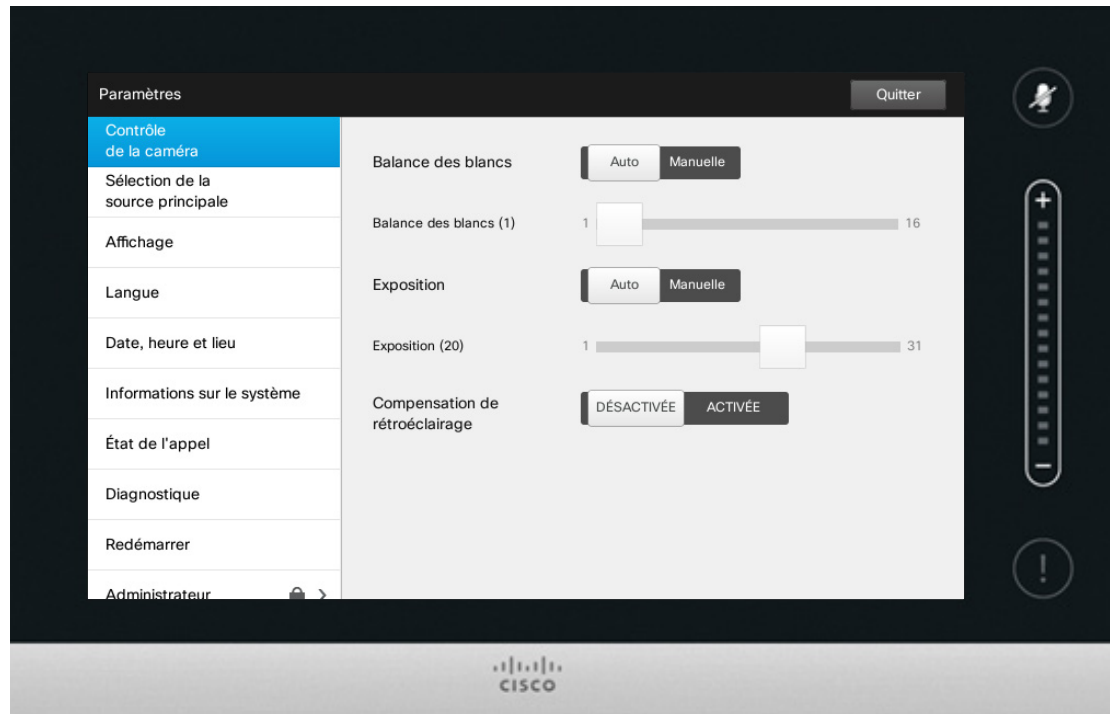 Paramètres
Quitter
Contrôle
de la caméra
Sélection de la
source principale
Affichage
Langue
Date, heure et lieu
Informations sur le système
État de l'appel
Diagnostique
Redémarrer
Administrateur
Balance des blancs
Auto Manuelle
Balance des blancs (1)
1 16
Exposition
Auto Manuelle
Exposition (20)
1 31
Compensation de
rétroéclairage
DÉSACTIVÉE ACTIVÉE
+
−
!
CISCO